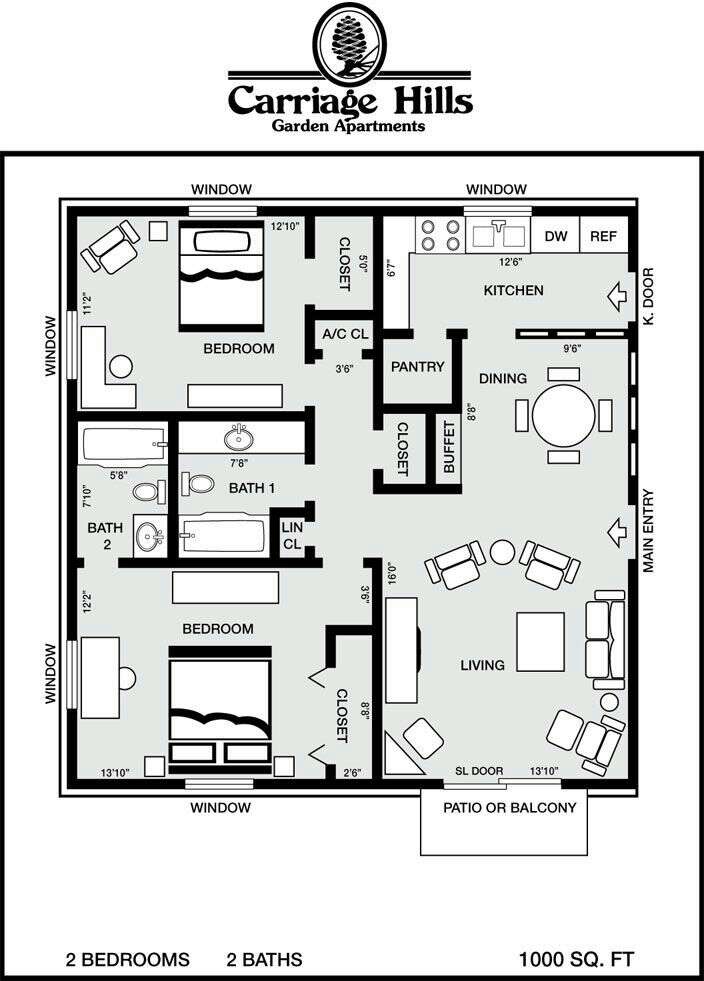 Carriage Hills
Garden Apartments
WINDOW
WINDOW
12'10"
CLOSET
5'0"
DW
REF
12'6"
6'7"
KITCHEN
K. DOOR
11'2"
WINDOW
BEDROOM
A/C CL
3'6"
PANTRY
9'6"
DINING
8'8"
CLOSET
BUFFET
5'8"
7'8"
7'10"
BATH 1
BATH
2
LIN
CL
MAIN ENTRY
12'2"
3'6"
16'0"
BEDROOM
WINDOW
LIVING
CLOSET
8'8"
13'10"
2'6"
SL DOOR
13'10"
WINDOW
PATIO OR BALCONY
2 BEDROOMS 2 BATHS 1000 SQ. FT